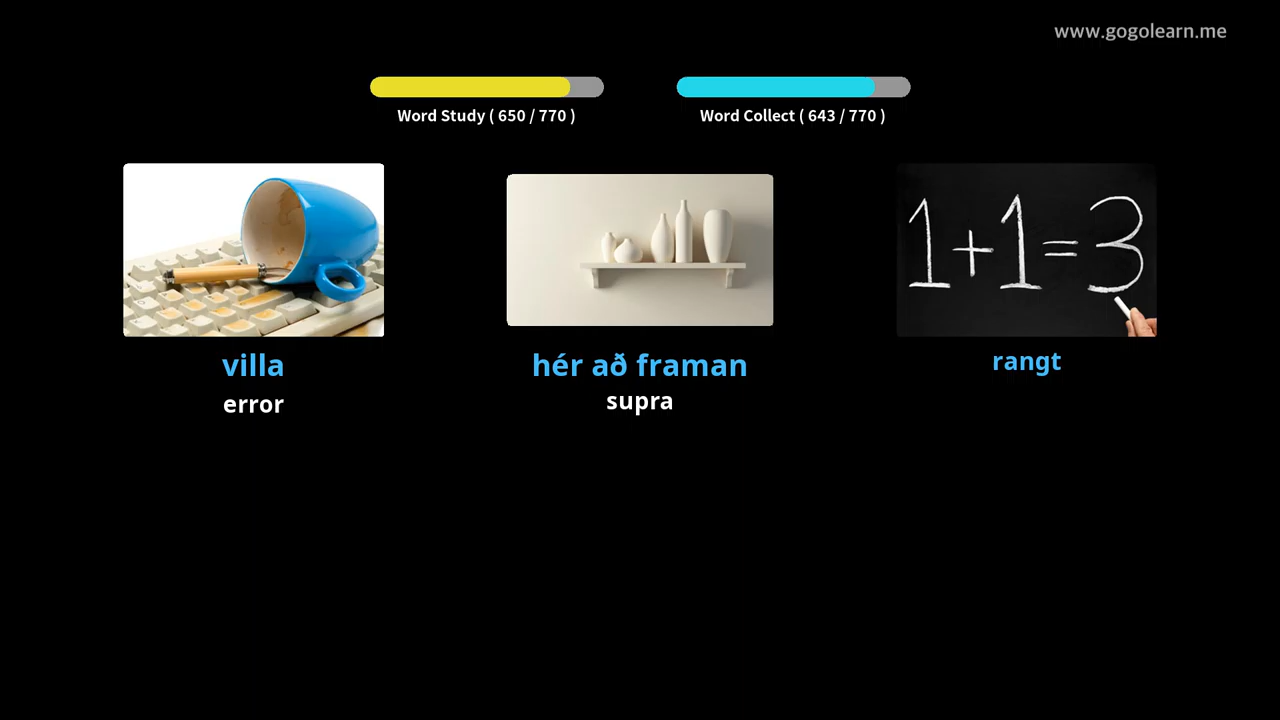 www.gogolearn.me
Word Study ( 650 / 770 )
Word Collect ( 643 / 770 )
1+1=3
villa
error
hér að framan
supra
rangt